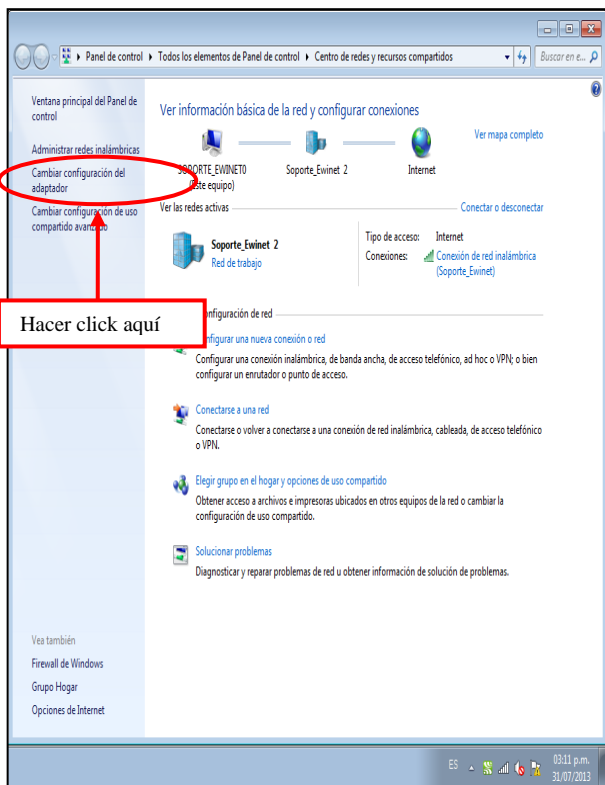 Panel de control ▸ Todos los elementos de Panel de control ▸ Centro de redes y recursos compartidos
Buscar en e...
Ventana principal del Panel de
control
Administrar redes inalámbricas
Cambiar configuración del
adaptador
Cambiar configuración de uso
compartido avanzado
Hacer click aquí
Vea también
Firewall de Windows
Grupo Hogar
Opciones de Internet
Ver información básica de la red y configurar conexiones
Ver mapa completo
SOPORTE_EWINET0
(Este equipo)
Soporte_Ewinet 2
Internet
Ver las redes activas
Conectar o desconectar
Soporte_Ewinet 2
Red de trabajo
Tipo de acceso: Internet
Conexiones: Conexión de red inalámbrica
(Soporte_Ewinet)
nfiguración de red
nfigurar una nueva conexión o red
Configurar una conexión inalámbrica, de banda ancha, de acceso telefónico, ad hoc o VPN; o bien
configurar un enrutador o punto de acceso.
Conectarse a una red
Conectarse o volver a conectarse a una conexión de red inalámbrica, cableada, de acceso telefónico
o VPN.
Elegir grupo en el hogar y opciones de uso compartido
Obtener acceso a archivos e impresoras ubicados en otros equipos de la red o cambiar la
configuración de uso compartido.
Solucionar problemas
Diagnosticar y reparar problemas de red u obtener información de solución de problemas.
ES
03:11 p.m.
31/07/2013